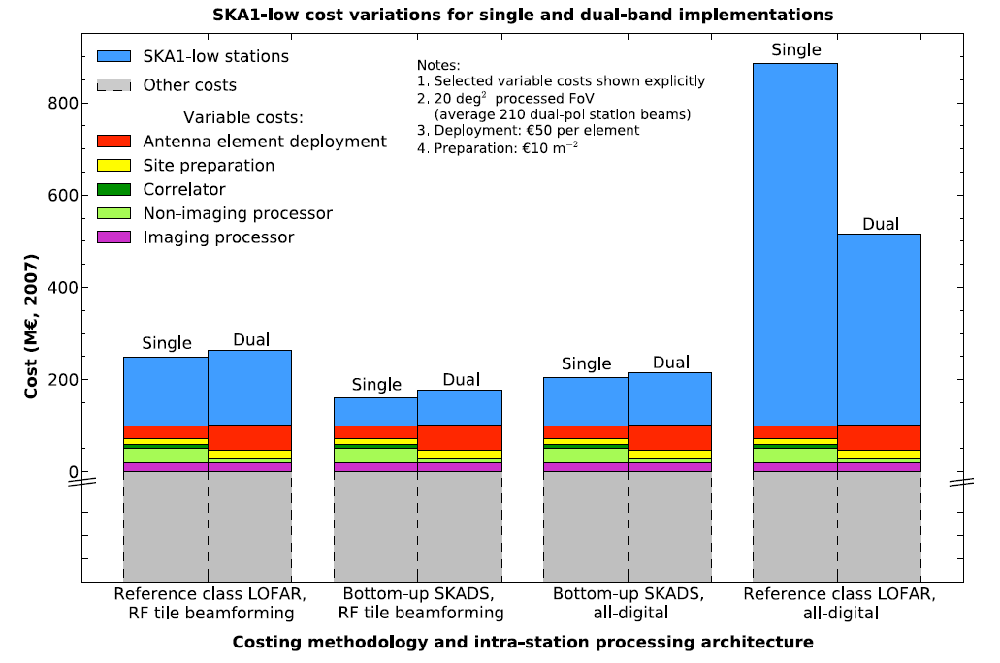 SKA1-low cost variations for single and dual-band implementations
SKA1-low stations
Other costs
Variable costs:
Antenna element deployment
Site preparation
Correlator
Non-imaging processor
Imaging processor
Notes:
1. Selected variable costs shown explicitly
2. 20 deg² processed FoV
(average 210 dual-pol station beams)
3. Deployment: €50 per element
4. Preparation: €10 m⁻²
Cost (M€, 2007)
800
600
400
200
0
Single
Dual
Single
Dual
Single
Dual
Single
Dual
Reference class LOFAR,
RF tile beamforming
Bottom-up SKADS,
RF tile beamforming
Bottom-up SKADS,
all-digital
Reference class LOFAR,
all-digital
Costing methodology and intra-station processing architecture